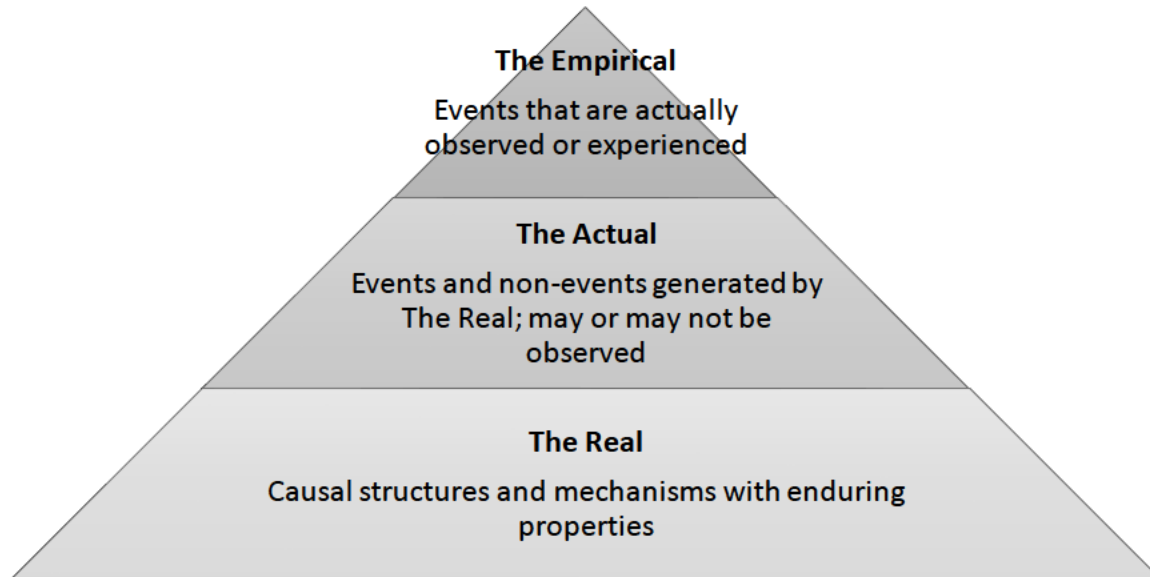 The Empirical
Events that are actually
observed or experienced
The Actual
Events and non-events generated by
The Real; may or may not be
observed
The Real
Causal structures and mechanisms with enduring
properties